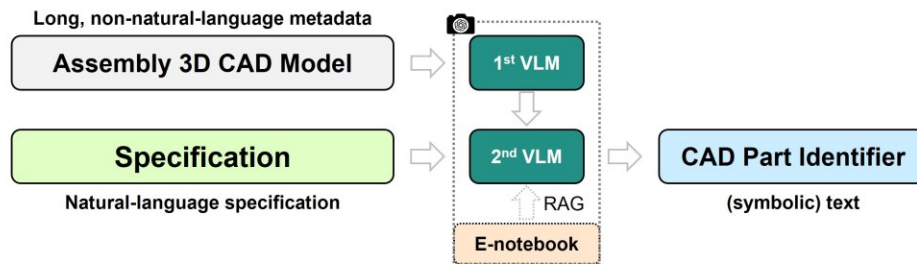 Long, non-natural-language metadata
Assembly 3D CAD Model
1st VLM
Specification
2nd VLM
CAD Part Identifier
Natural-language specification
RAG
(symbolic) text
E-notebook